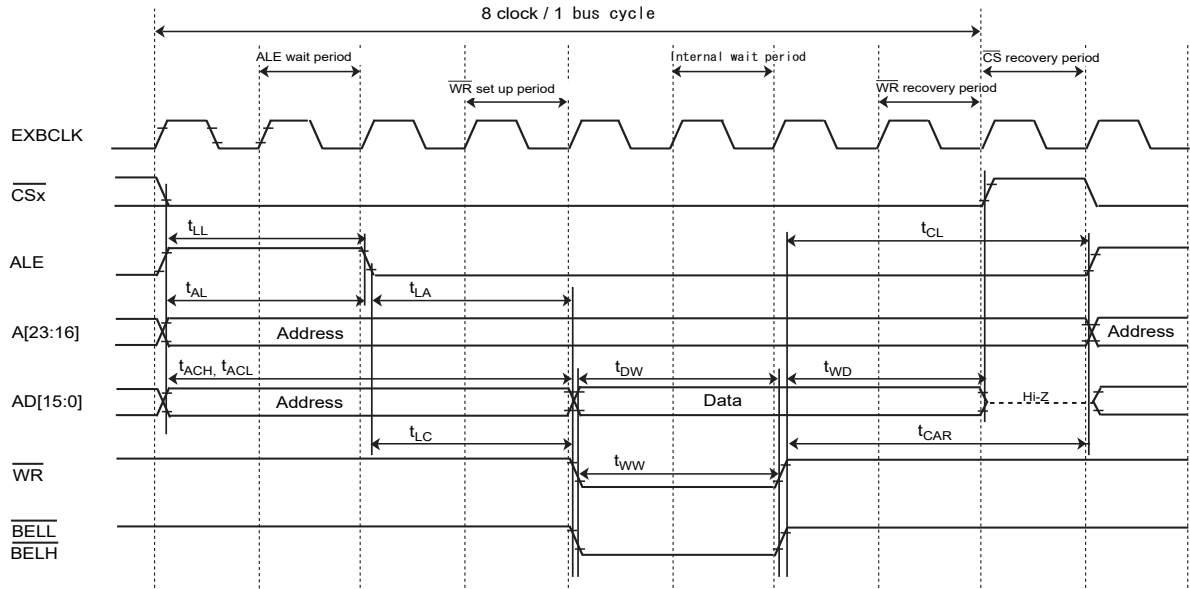 8 clock / 1 bus cycle
ALE wait period
Internal wait period
CS recovery period
WR set up period
WR recovery period
EXBCLK
CSx
tLL
tCL
ALE
tAL
tLA
A[23:16]
Address
Address
tACH, tACL
tDW
tWD
AD[15:0]
Address
Data
Hi-Z
tLC
tCAR
WR
tWW
BELL
BELH